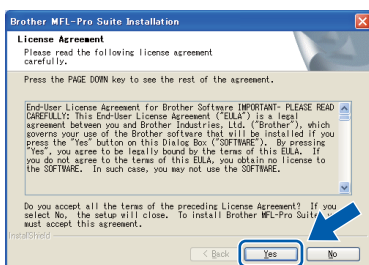 Brother MFL-Pro Suite Installation
License Agreement
Please read the following license agreement
carefully.
Press the PAGE DOWN key to see the rest of the agreement.
End-User License Agreement for Brother Software IMPORTANT- PLEASE READ
CAREFULLY: This End-User License Agreement ("EULA") is a legal
agreement between you and Brother Industries, Ltd. ("Brother"), which
governs your use of the Brother software that will be installed if you
press the "Yes" button on this Dialog Box ("SOFTWARE"). By pressing
"Yes", you agree to be legally bound by the terms of this EULA. If
you do not agree to the terms of this EULA, you obtain no license to
the SOFTWARE. In such case, you may not use the SOFTWARE.
Do you accept all the terms of the preceding License Agreement? If you
select No, the setup will close. To install Brother MFL-Pro Suite,
must accept this agreement.
InstallShield
< Back
Yes
No